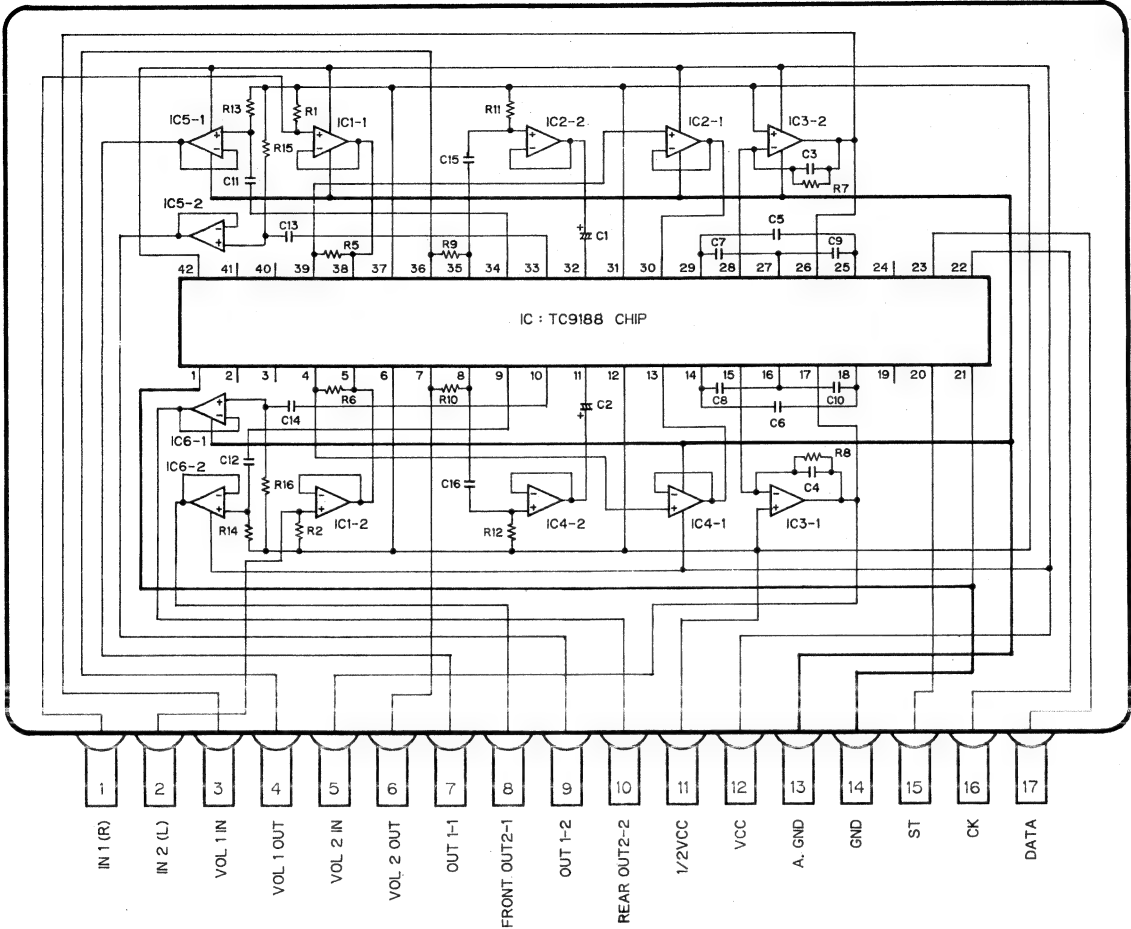 IC5-1
R13
R1
IC1-1
R11
IC2-2
IC2-1
IC3-2
R15
C15
C3
R7
C11
IC5-2
C13
R5
R9
C1
C5
C7
C9
42 41 40 39 38 37 36 35 34 33 32 31 30 29 28 27 26 25 24 23 22
IC : TC9188 CHIP
1 2 3 4 5 6 7 8 9 10 11 12 13 14 15 16 17 18 19 20 21
R6
R10
C14
C2
C8
C10
C6
IC6-1
C12
IC6-2
R16
C16
R8
C4
R14
R2
IC1-2
R12
IC4-2
IC4-1
IC3-1
1 2 3 4 5 6 7 8 9 10 11 12 13 14 15 16 17
IN 1 (R)
IN 2 (L)
VOL 1 IN
VOL 1 OUT
VOL 2 IN
VOL 2 OUT
OUT 1-1
FRONT OUT2-1
OUT 1-2
REAR OUT2-2
1/2VCC
VCC
A. GND
GND
ST
CK
DATA